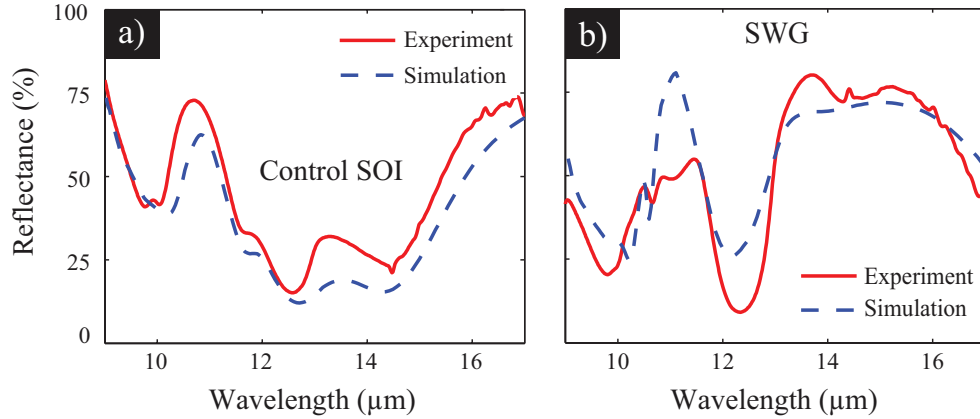 a)
100
75
50
25
0
Reflectance (%)
Experiment
Simulation
Control SOI
10 12 14 16
Wavelength (µm)
b)
SWG
Experiment
Simulation
10 12 14 16
Wavelength (µm)